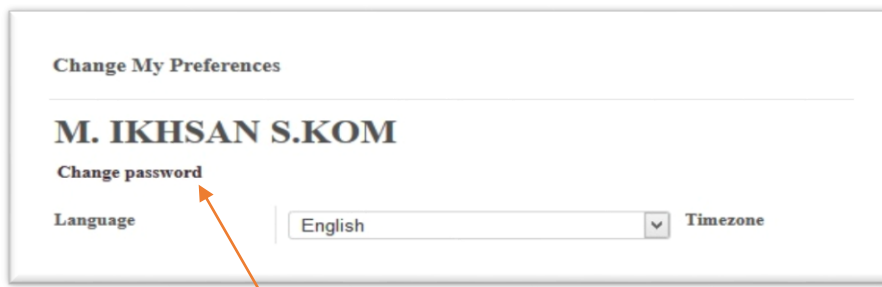 Change My Preferences
M. IKHSAN S.KOM
Change password
Language English Timezone